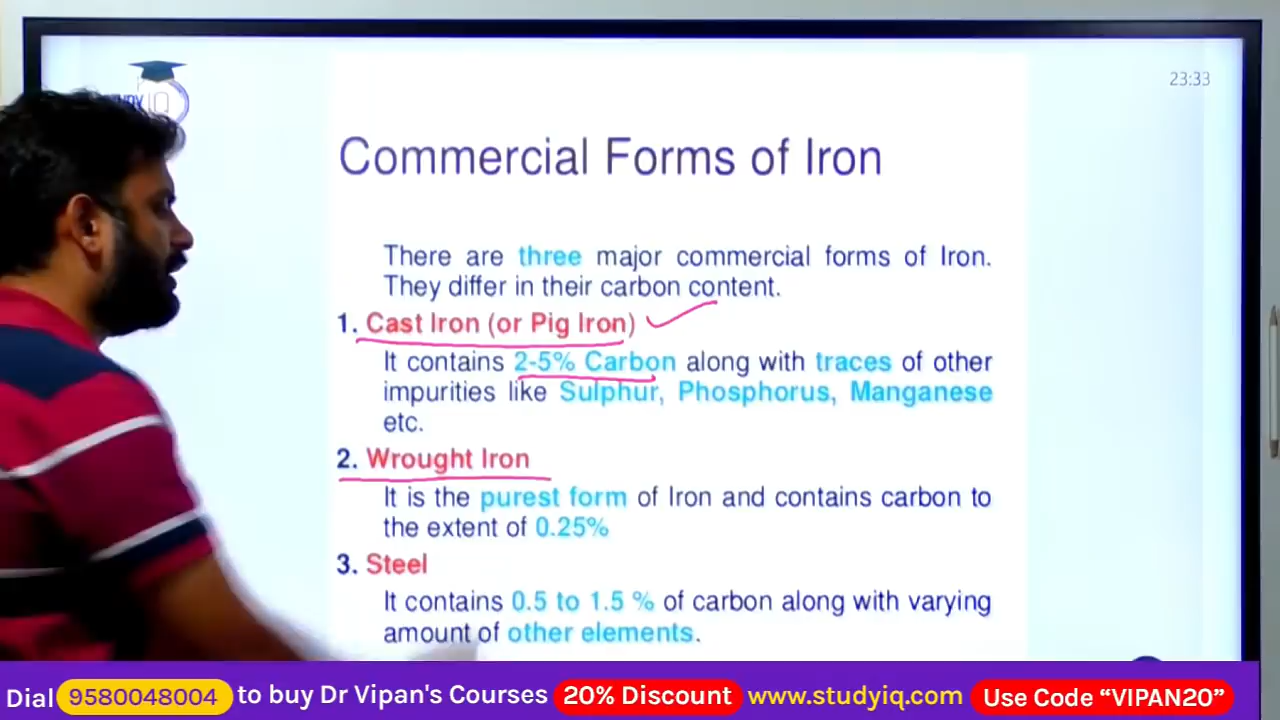 IQ
23:33
Commercial Forms of Iron
There are three major commercial forms of Iron.
They differ in their carbon content.
1. Cast Iron (or Pig Iron)
It contains 2-5% Carbon along with traces of other
impurities like Sulphur, Phosphorus, Manganese
etc.
2. Wrought Iron
It is the purest form of Iron and contains carbon to
the extent of 0.25%
3. Steel
It contains 0.5 to 1.5 % of carbon along with varying
amount of other elements.
Dial 9580048004 to buy Dr Vipan's Courses 20% Discount www.studyiq.com Use Code “VIPAN20”